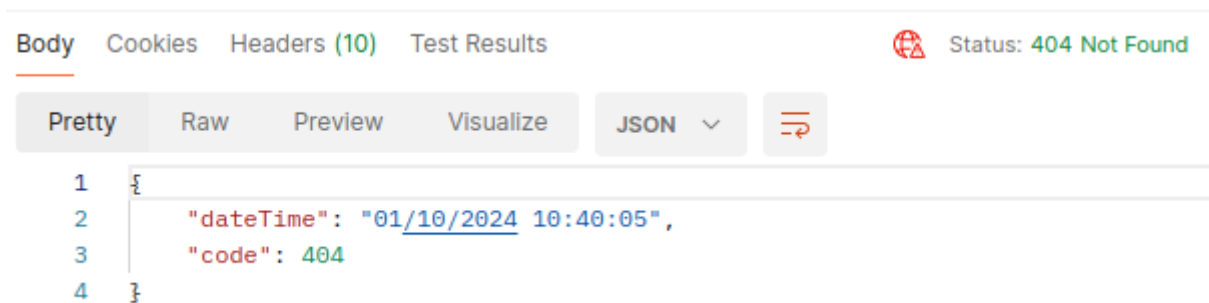 Body Cookies Headers (10) Test Results Status: 404 Not Found
Pretty Raw Preview Visualize JSON
1 {
2 "dateTime": "01/10/2024 10:40:05",
3 "code": 404
4 }